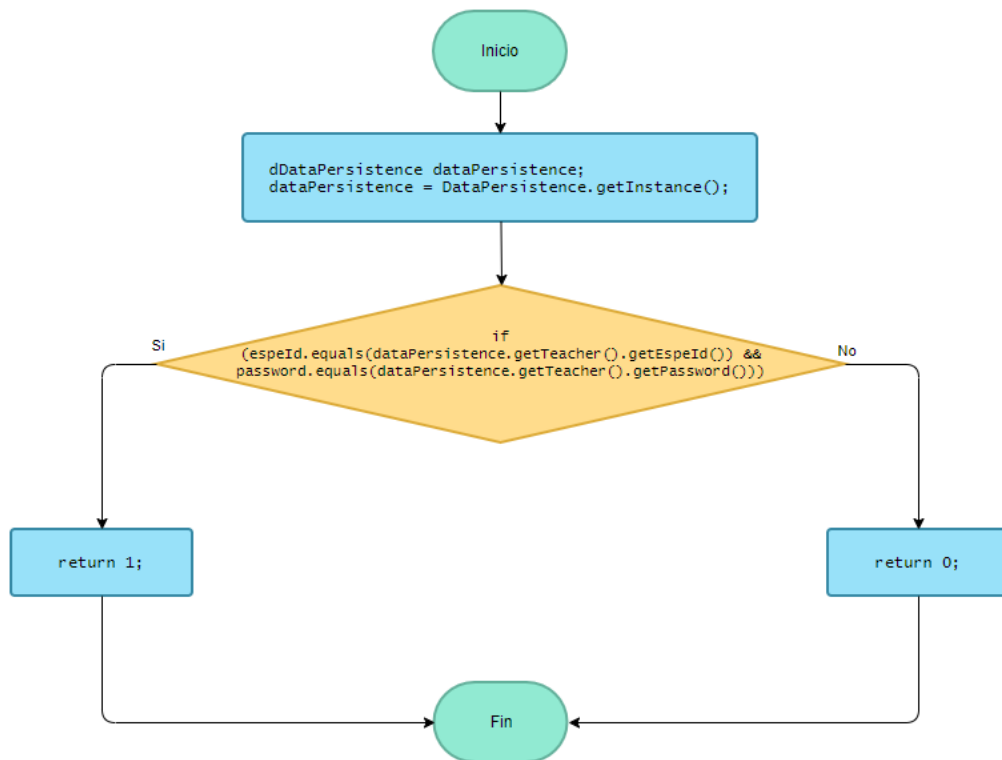 Inicio
dDataPersistence dataPersistence;
dataPersistence = DataPersistence.getInstance();
if
(espeId.equals(dataPersistence.getTeacher().getEspeId()) &&
password.equals(dataPersistence.getTeacher().getPassword()))
Si
No
return 1;
return 0;
Fin